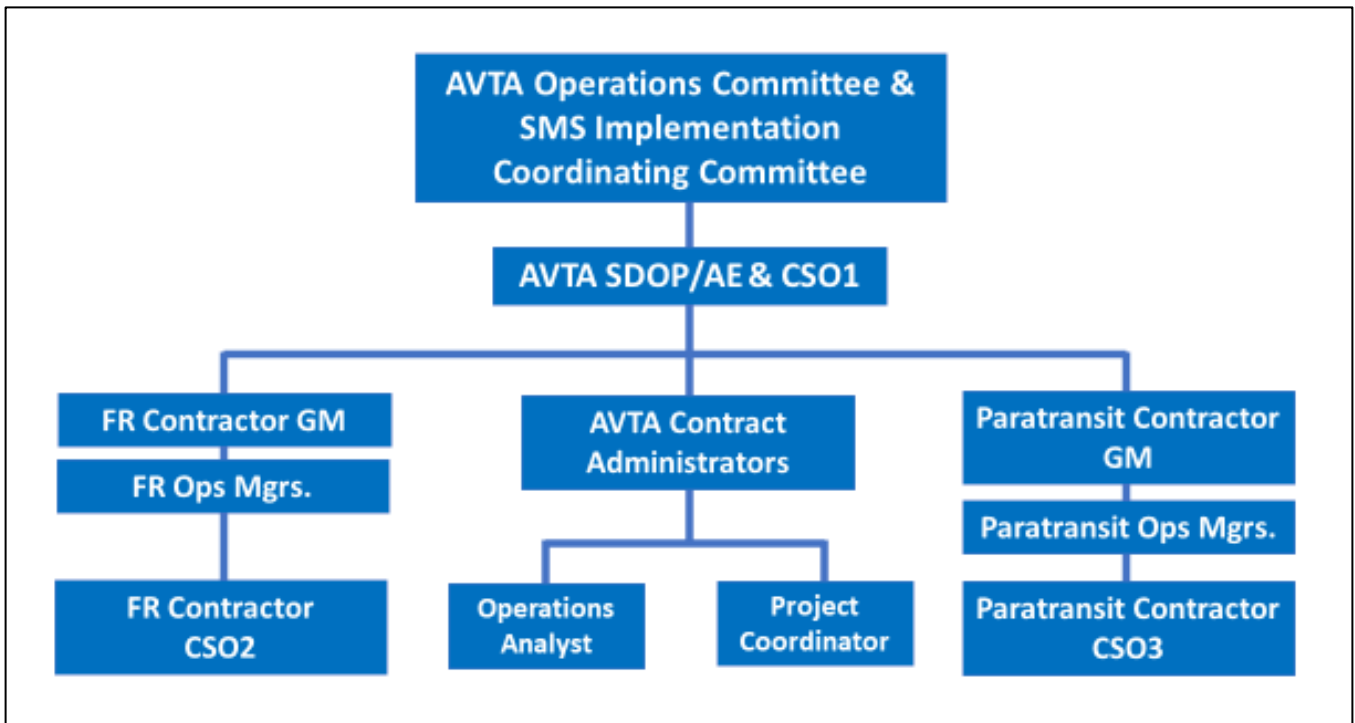 AVTA Operations Committee &
SMS Implementation
Coordinating Committee
AVTA SDOP/AE & CSO1
FR Contractor GM
FR Ops Mgrs.
FR Contractor
CSO2
AVTA Contract
Administrators
Operations
Analyst
Project
Coordinator
Paratransit Contractor
GM
Paratransit Ops Mgrs.
Paratransit Contractor
CSO3